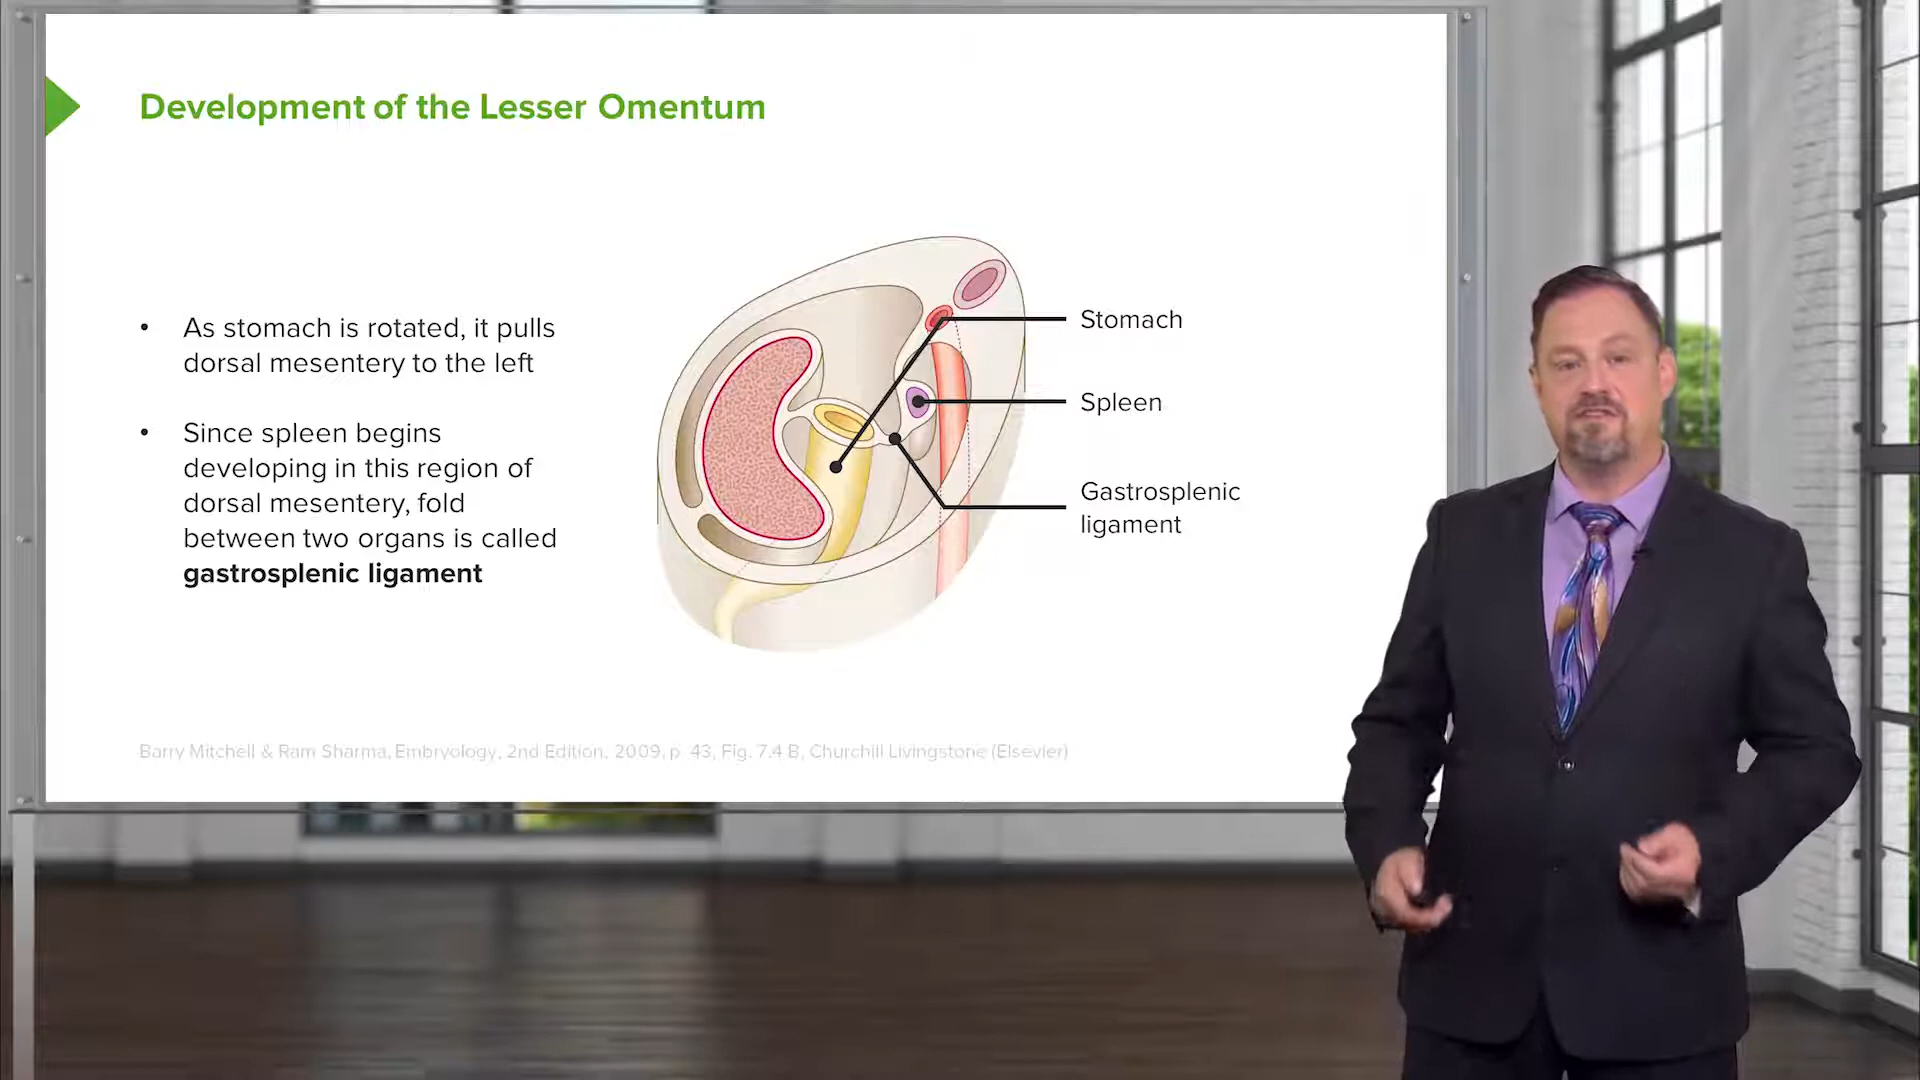 Development of the Lesser Omentum
• As stomach is rotated, it pulls
dorsal mesentery to the left
• Since spleen begins
developing in this region of
dorsal mesentery, fold
between two organs is called
gastrosplenic ligament
Stomach
Spleen
Gastrosplenic
ligament
Barry Mitchell & Ram Sharma, Embryology, 2nd Edition, 2009, p 43, Fig. 7.4 B, Churchill Livingstone (Elsevier)